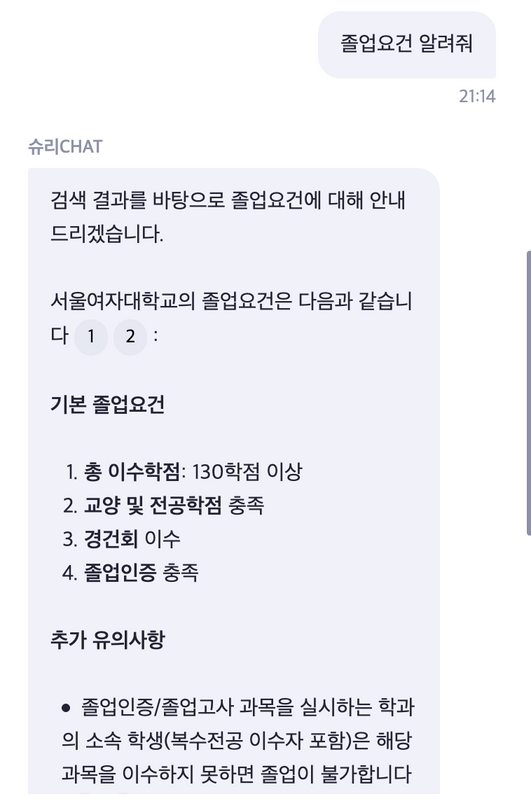 졸업요건 알려줘
21:14
슈리CHAT
검색 결과를 바탕으로 졸업요건에 대해 안내
드리겠습니다.
서울여자대학교의 졸업요건은 다음과 같습니
다 1 2 :
기본 졸업요건
1. 총 이수학점: 130학점 이상
2. 교양 및 전공학점 충족
3. 경건회 이수
4. 졸업인증 충족
추가 유의사항
• 졸업인증/졸업고사 과목을 실시하는 학과
의 소속 학생(복수전공 이수자 포함)은 해당
과목을 이수하지 못하면 졸업이 불가합니다